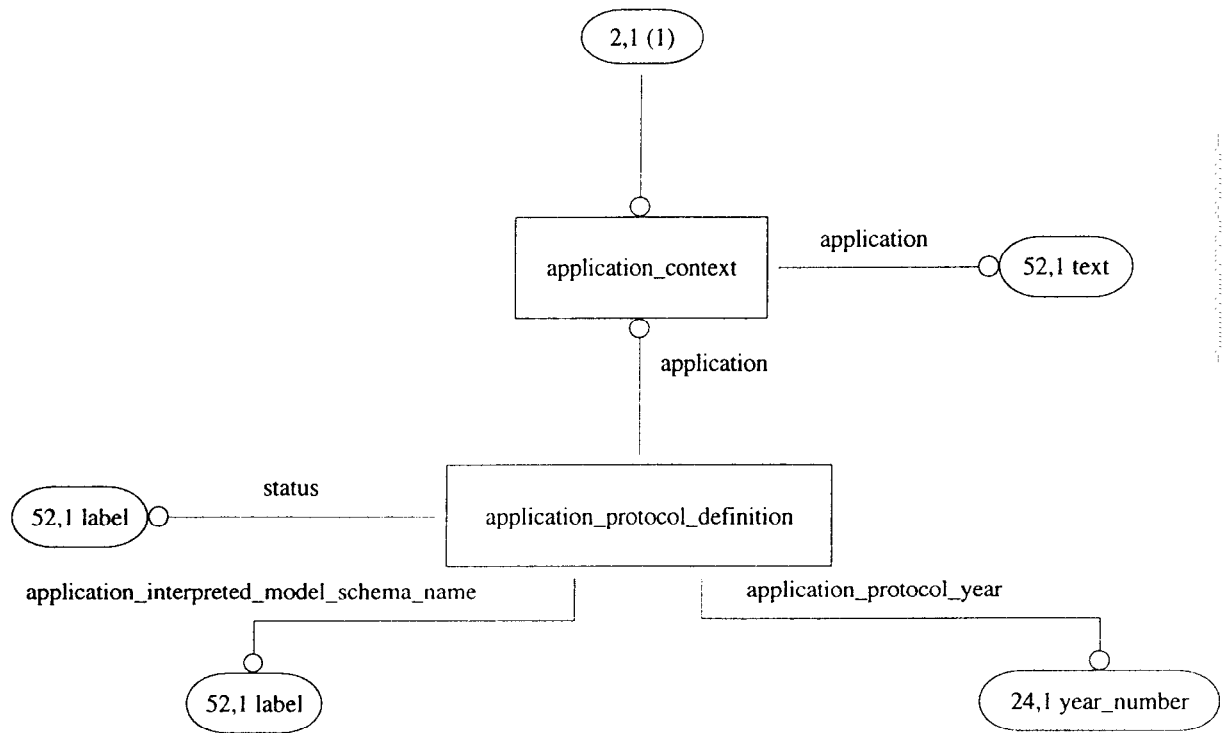 2,1 (1)
application
application_context
52,1 text
application
status
52,1 label
application_protocol_definition
application_interpreted_model_schema_name
application_protocol_year
52,1 label
24,1 year_number